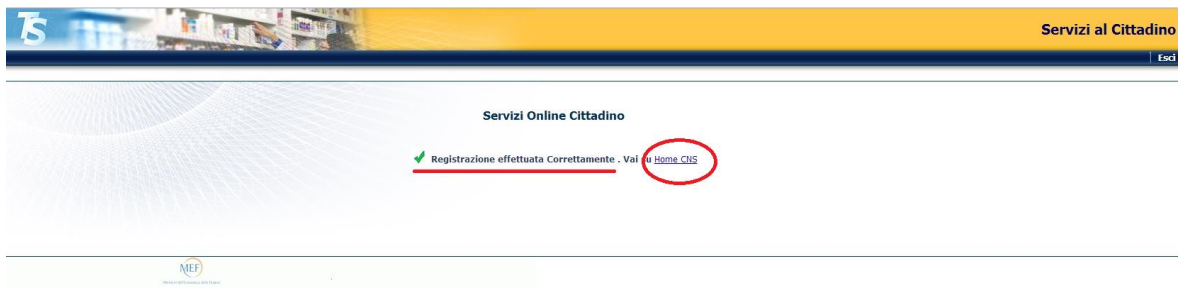 TS
Servizi al Cittadino
Esci
Servizi Online Cittadino
Registrazione effettuata Correttamente . Vai su Home CNS
MEF